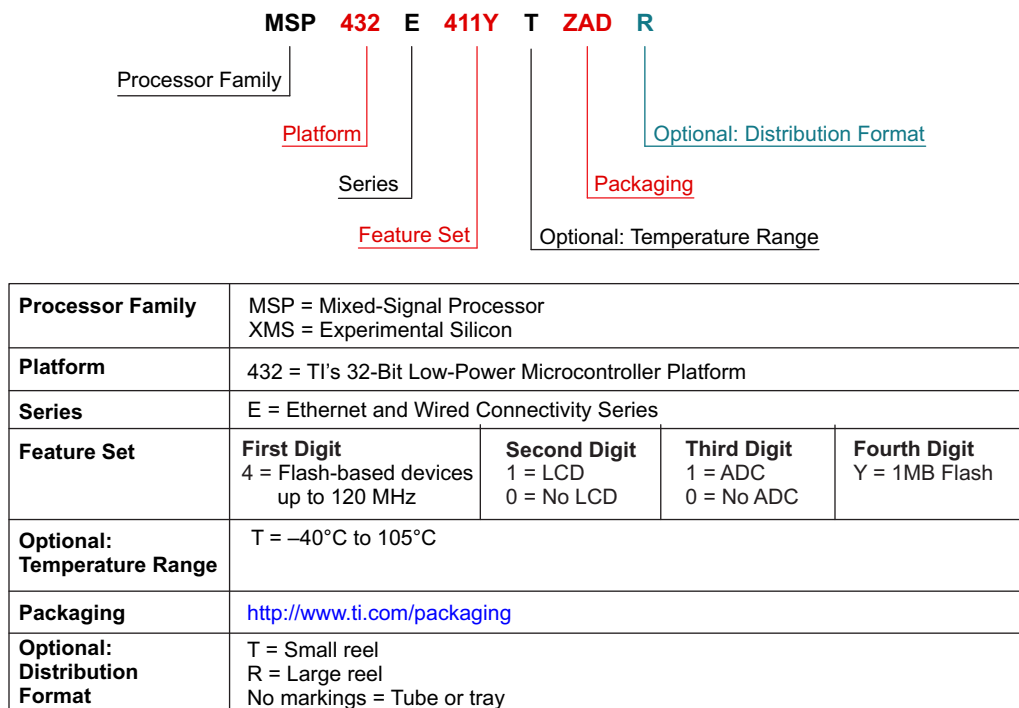 MSP 432 E 411Y T ZAD R
Processor Family
Platform
Optional: Distribution Format
Series
Packaging
Feature Set
Optional: Temperature Range
Processor Family
MSP = Mixed-Signal Processor
XMS = Experimental Silicon
Platform
432 = TI's 32-Bit Low-Power Microcontroller Platform
Series
E = Ethernet and Wired Connectivity Series
Feature Set
First Digit
4 = Flash-based devices
up to 120 MHz
Second Digit
1 = LCD
0 = No LCD
Third Digit
1 = ADC
0 = No ADC
Fourth Digit
Y = 1MB Flash
Optional:
Temperature Range
T = –40°C to 105°C
Packaging
http://www.ti.com/packaging
Optional:
Distribution
Format
T = Small reel
R = Large reel
No markings = Tube or tray